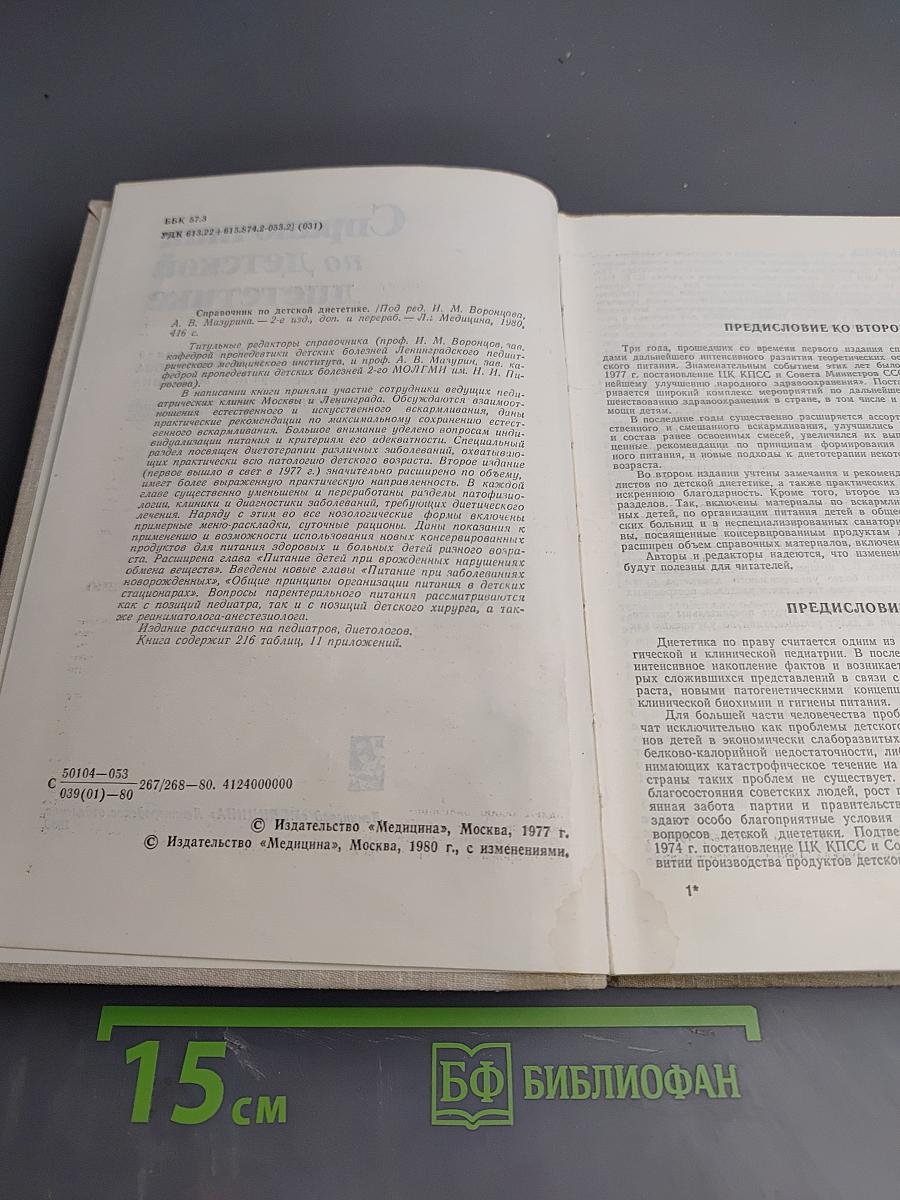 ББК 57.3
УДК 613.22+615.874.2-053.2] (031)
Справочник по детской диететике. /Под ред. И. М. Воронцова,
А. В. Мазурина. — 2-е изд., доп. и перераб. — Л.: Медицина, 1980,
416 с.
Титульные редакторы справочника (проф. И. М. Воронцов, зав.
кафедрой пропедевтики детских болезней Ленинградского педиат-
рического медицинского института, и проф. А. В. Мазурин, зав. ка-
федрой пропедевтики детских болезней 2-го МОЛГМИ им. Н. И. Пи-
рогова).
В написании книги приняли участие сотрудники ведущих педи-
атрических клиник Москвы и Ленинграда. Обсуждаются взаимоот-
ношения естественного и искусственного вскармливания, даны
практические рекомендации по максимальному сохранению естест-
венного вскармливания. Большое внимание уделено вопросам инди-
видуализации питания и критериям его адекватности. Специальный
раздел посвящен диетотерапии различных заболеваний, охватываю-
щих практически всю патологию детского возраста. Второе издание
(первое вышло в свет в 1977 г.) значительно расширено по объему,
имеет более выраженную практическую направленность. В каждой
главе существенно уменьшены и переработаны разделы патофизио-
логии, клиники и диагностики заболеваний, требующих диетического
лечения. Наряду с этим во все нозологические формы включены
примерные меню-раскладки, суточные рационы. Даны показания к
применению и возможности использования новых консервированных
продуктов для питания здоровых и больных детей разного возра-
ста. Расширена глава «Питание детей при врожденных нарушениях
обмена веществ». Введены новые главы «Питание при заболеваниях
новорожденных», «Общие принципы организации питания в детских
стационарах». Вопросы парентерального питания рассматриваются
как с позиций педиатра, так и с позиций детского хирурга, а так-
же реаниматолога-анестезиолога.
Издание рассчитано на педиатров, диетологов.
Книга содержит 216 таблиц, 11 приложений.
С 50104—053
039(01)—80 267/268—80. 4124000000
© Издательство «Медицина», Москва, 1977 г.
© Издательство «Медицина», Москва, 1980 г., с изменениями.
ПРЕДИСЛОВИЕ КО ВТОРО
Три года, прошедших со времени первого издания сп
дами дальнейшего интенсивного развития теоретических ос
ского питания. Знаменательным событием этих лет было
1977 г. постановление ЦК КПСС и Совета Министров СС
нейшему улучшению народного здравоохранения». Поста
ривается широкий комплекс мероприятий по дальнейше
шенствованию здравоохранения в стране, в том числе и
мощи детям.
В последние годы существенно расширяется ассорт
ственного и смешанного вскармливания, улучшились
и состав ранее освоенных смесей, увеличился их вып
ценные рекомендации по принципам формирования
ного питания, и новые подходы к диетотерапии некото
возраста.
Во втором издании учтены замечания и рекоменд
листов по детской диететике, а также практических
искреннюю благодарность. Кроме того, второе из
разделов. Так, включены материалы по вскармли
ных детей, по организации питания детей в обще
ских больниц и в неспециализированных санатори
вы, посвященные консервированным продуктам д
расширен объем справочных материалов, включен
Авторы и редакторы надеются, что изменен
будут полезны для читателей.
ПРЕДИСЛОВИ
Диететика по праву считается одним из
гической и клинической педиатрии. В после
интенсивное накопление фактов и возникает
рых сложившихся представлений в связи с
раста, новыми патогенетическими концепц
клинической биохимии и гигиены питания.
Для большей части человечества проб
чат исключительно как проблемы детского
нов детей в экономически слаборазвитых
белково-калорийной недостаточности, либ
нимающих катастрофическое течение на
страны таких проблем не существует.
благосостояния советских людей, рост п
янная забота партии и правительств
здают особо благоприятные условия
вопросов детской диететики. Подтве
1974 г. постановление ЦК КПСС и Со
витии производства продуктов детско
1*
15 см
БФ БИБЛИОФАН